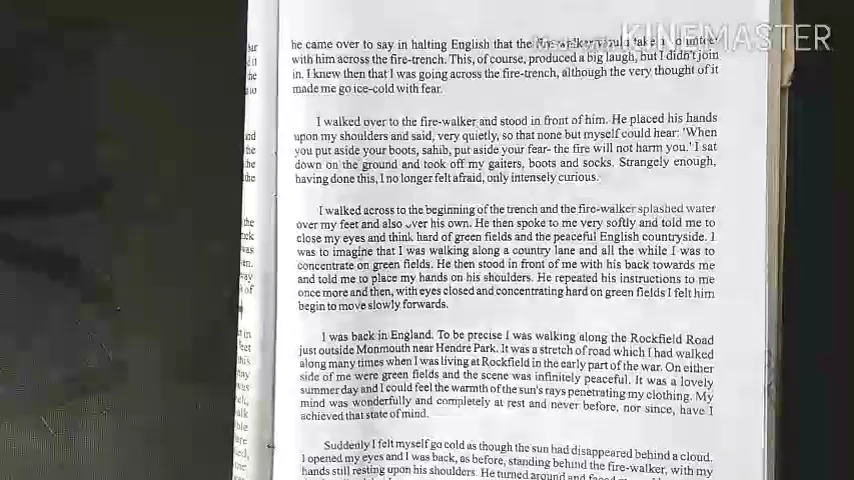 KINEMASTER
he came over to say in halting English that the fire-walker would take a volunteer
with him across the fire-trench. This, of course, produced a big laugh, but I didn't join
in. I knew then that I was going across the fire-trench, although the very thought of it
made me go ice-cold with fear.
I walked over to the fire-walker and stood in front of him. He placed his hands
upon my shoulders and said, very quietly, so that none but myself could hear: 'When
you put aside your boots, sahib, put aside your fear- the fire will not harm you.' I sat
down on the ground and took off my gaiters, boots and socks. Strangely enough,
having done this, I no longer felt afraid, only intensely curious.
I walked across to the beginning of the trench and the fire-walker splashed water
over my feet and also over his own. He then spoke to me very softly and told me to
close my eyes and think hard of green fields and the peaceful English countryside. I
was to imagine that I was walking along a country lane and all the while I was to
concentrate on green fields. He then stood in front of me with his back towards me
and told me to place my hands on his shoulders. He repeated his instructions to me
once more and then, with eyes closed and concentrating hard on green fields I felt him
begin to move slowly forwards.
I was back in England. To be precise I was walking along the Rockfield Road
just outside Monmouth near Hendre Park. It was a stretch of road which I had walked
along many times when I was living at Rockfield in the early part of the war. On either
side of me were green fields and the scene was infinitely peaceful. It was a lovely
summer day and I could feel the warmth of the sun's rays penetrating my clothing. My
mind was wonderfully and completely at rest and never before, nor since, have I
achieved that state of mind.
Suddenly I felt myself go cold as though the sun had disappeared behind a cloud.
I opened my eyes and I was back, as before, standing behind the fire-walker, with my
hands still resting upon his shoulders. He turned around and